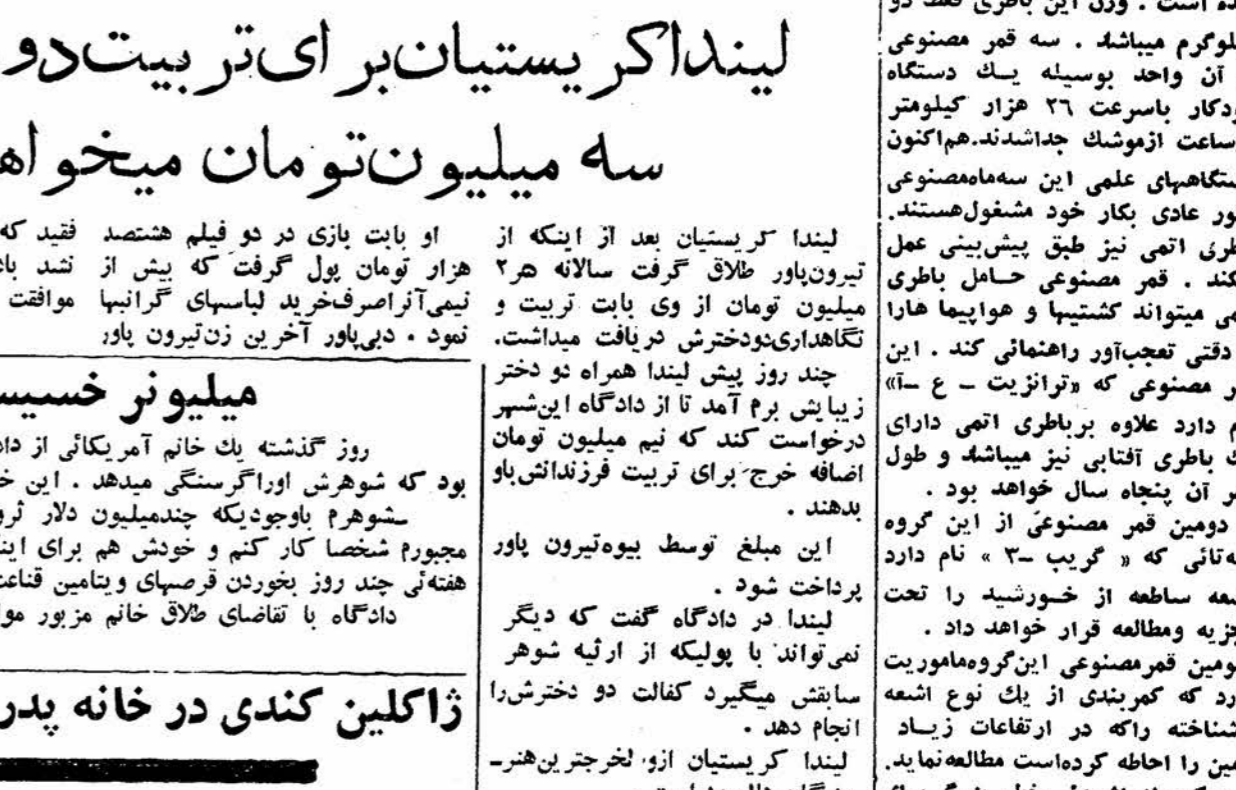 ده است . وزن این باطری فقط دو
لوگرم میباشد . سه قمر مصنوعی
آن واحد بوسیله یك دستگاه
ودکار باسرعت ۲۶ هزار کیلومتر
ساعت ازموشك جداشدند.هم‌اکنون
ستگاههای علمی این سه‌ماه‌مصنوعی
ور عادی بکار خود مشغول‌هستند.
طری اتمی نیز طبق پیش‌بینی عمل
کند . قمر مصنوعی حامل باطری
می میتواند کشتیها و هواپیما هارا
دقتی تعجب‌آور راهنمائی کند . این
ر مصنوعی که «ترانزیت ـ ع ـ آ»
م دارد علاوه برباطری اتمی دارای
ك باطری آفتابی نیز میباشد و طول
ر آن پنجاه سال خواهد بود .
دومین قمر مصنوعی از این گروه
ه‌تائی که « گریب ـ۳ » نام دارد
عه ساطعه از خورشید را تحت
جزیه ومطالعه قرار خواهد داد .
ومین قمرمصنوعی این‌گروه‌ماموریت
رد که کمربندی از یك نوع اشعه
شناخته راکه در ارتفاعات زیاد
مین را احاطه کرده‌است مطالعه‌نماید.
لینداکریستیان‌برای‌تربیت‌دو
سه میلیون‌تومان میخواه
لیندا کریستیان بعد از اینکه از
تیرون‌پاور طلاق گرفت سالانه هر۲
میلیون تومان از وی بابت تربیت و
نگاهداری‌دودخترش دریافت میداشت.
چند روز پیش لیندا همراه دو دختر
زیبایش برم آمد تا از دادگاه این‌شهر
درخواست کند که نیم میلیون تومان
اضافه خرج برای تربیت فرزندانش‌باو
بدهند .
این مبلغ توسط بیوه‌تیرون پاور
پرداخت شود .
لیندا در دادگاه گفت که دیگر
نمی‌تواند با پولیکه از ارثیه شوهر
سابقش میگیرد کفالت دو دخترش‌را
انجام دهد .
لیندا کریستیان ازو لخرجترین‌هنرـ
او بابت بازی در دو فیلم هشتصد
هزار تومان پول گرفت که بیش از
نیمی‌آنراصرف‌خرید لباسهای گرانبها
نمود . دبی‌پاور آخرین زن‌تیرون پاور
فقید که
نشد با
موافقت
میلیونر خسیس
روز گذشته یك خانم آمریکائی از داد
بود که شوهرش اوراگرسنگی میدهد . این خ
ـشوهرم باوجودیکه چندمیلیون دلار ثرو
مجبورم شخصا کار کنم و خودش هم برای این
هفته‌ئی چند روز بخوردن قرصهای ویتامین قناعت
دادگاه با تقاضای طلاق خانم مزبور موا
ژاکلین کندی در خانه پدر